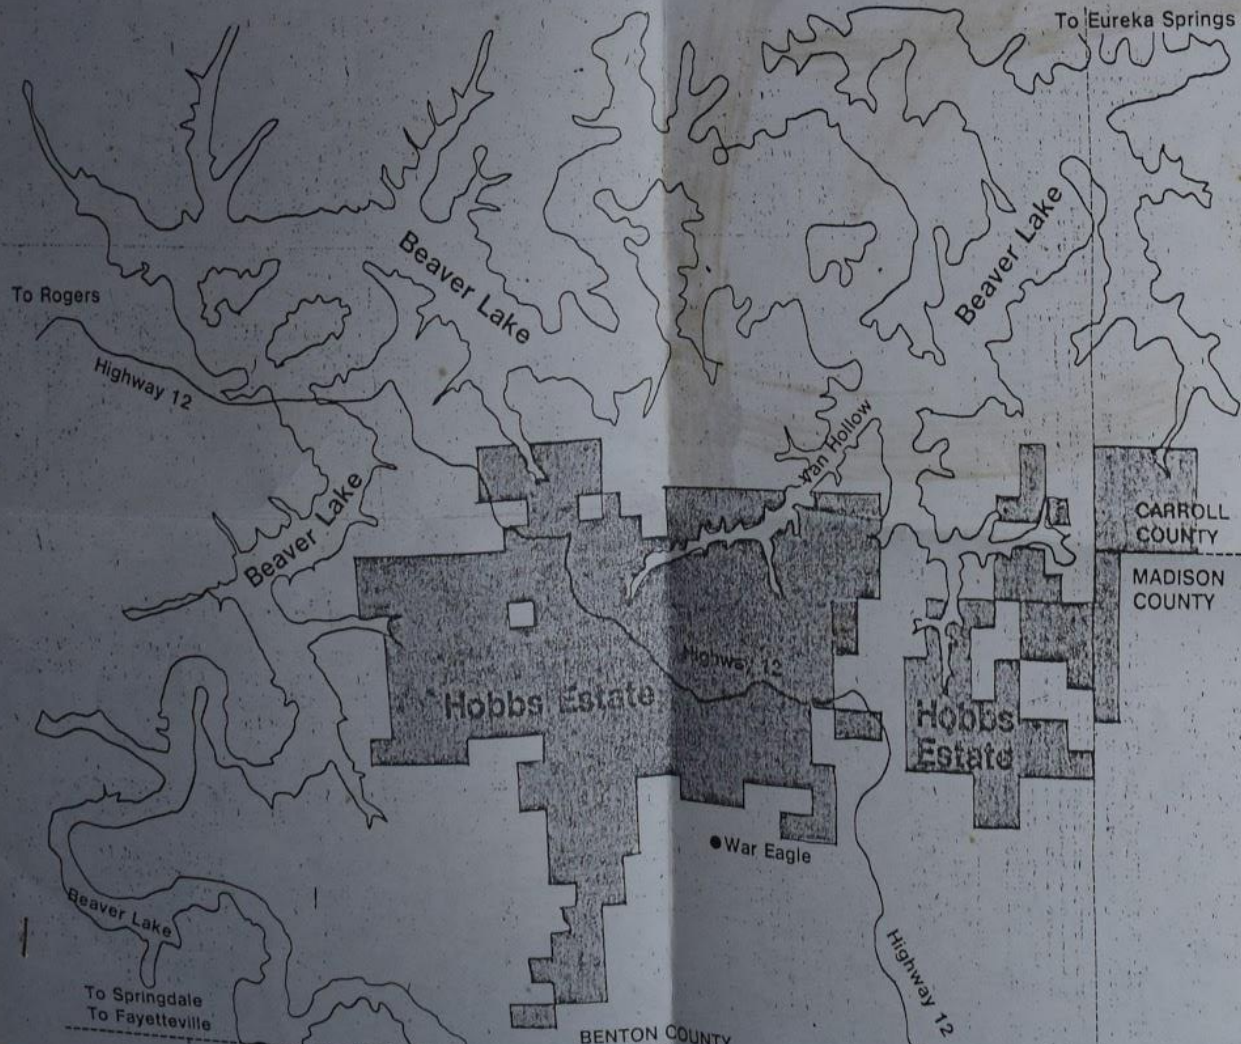 To Eureka Springs
Beaver Lake
Beaver Lake
To Rogers
Highway 12
Van Hollow
Beaver Lake
CARROLL
COUNTY
MADISON
COUNTY
Highway 12
Hobbs Estate
Hobbs
Estate
War Eagle
Beaver Lake
Highway 12
To Springdale
To Fayetteville
BENTON COUNTY